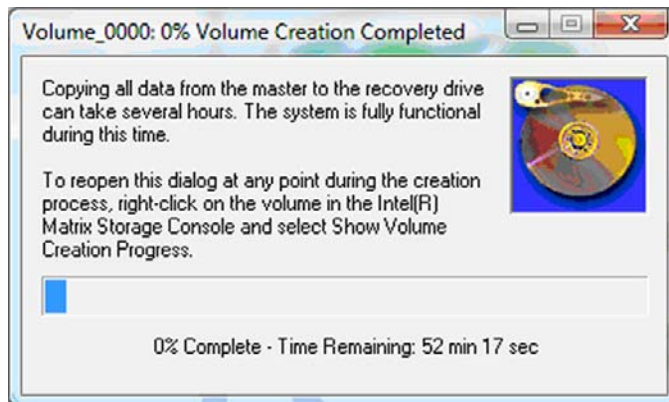 Volume_0000: 0% Volume Creation Completed
Copying all data from the master to the recovery drive
can take several hours. The system is fully functional
during this time.
To reopen this dialog at any point during the creation
process, right-click on the volume in the Intel(R)
Matrix Storage Console and select Show Volume
Creation Progress.
0% Complete - Time Remaining: 52 min 17 sec